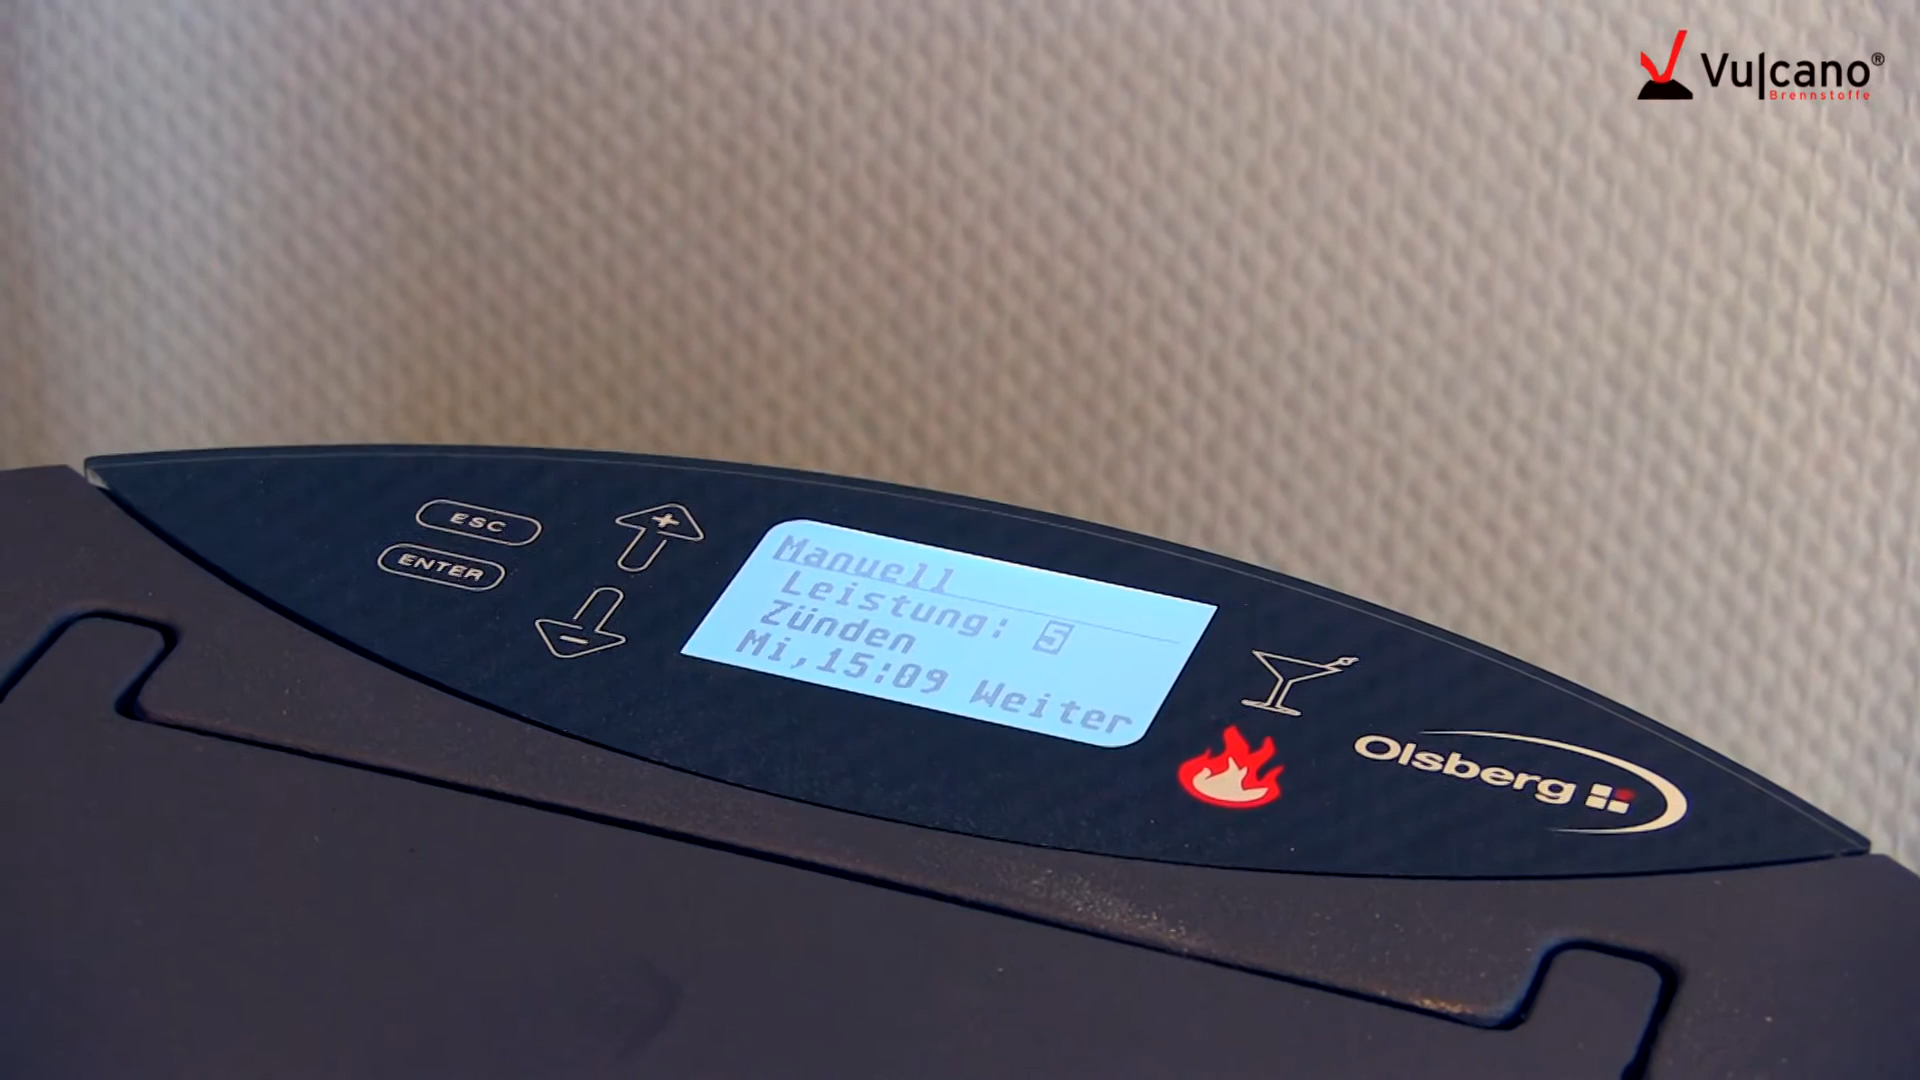 Vulcano®
Brennstoffe
ESC
ENTER
+
-
Manuell
Leistung: 5
Zünden
Mi,15:09 Weiter
Olsberg